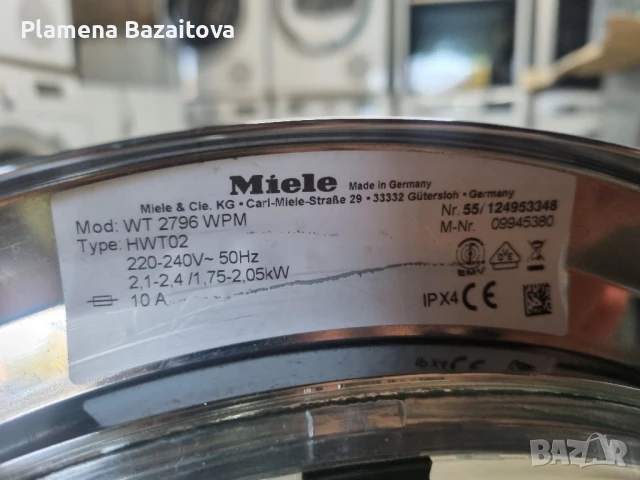 Plamena Bazaitova
Miele Made in Germany
Miele & Cie. KG • Carl-Miele-Straße 29 • 33332 Gütersloh • Germany
Mod: WT 2796 WPM
Nr. 55/ 124953348
Type: HWT02
M-Nr. 09945380
220-240V~ 50Hz
2,1-2,4 /1,75-2,05kW
10 A
IPX4 CE
BAZAR